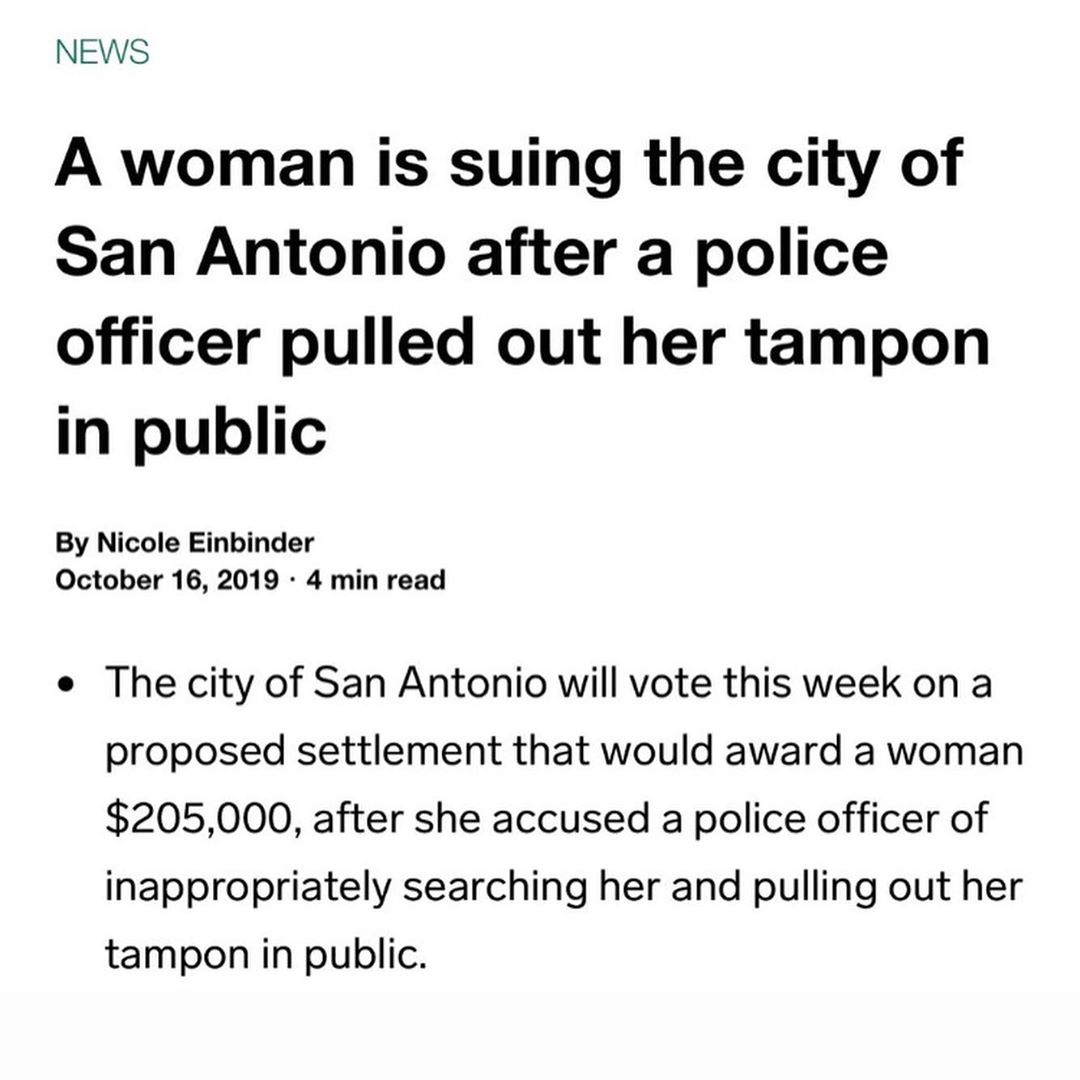 NEWS
A woman is suing the city of
San Antonio after a police
officer pulled out her tampon
in public
By Nicole Einbinder
October 16, 2019 · 4 min read
• The city of San Antonio will vote this week on a
proposed settlement that would award a woman
$205,000, after she accused a police officer of
inappropriately searching her and pulling out her
tampon in public.